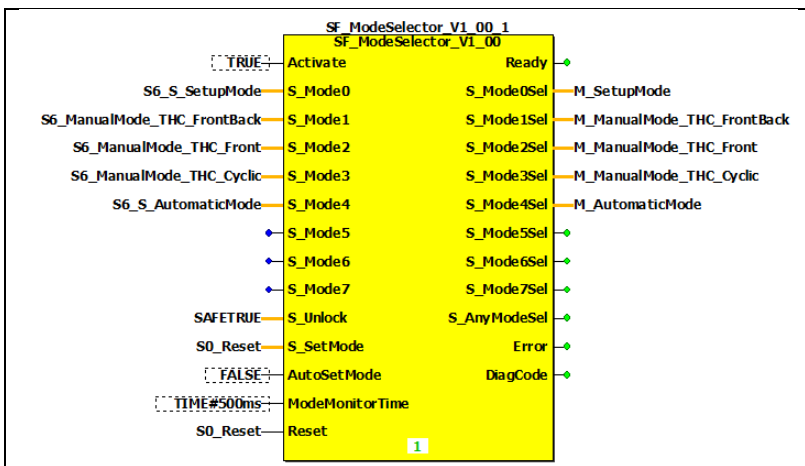 SF_ModeSelector_V1_00_1
SF_ModeSelector_V1_00
TRUE Activate Ready
S6_S_SetupMode S_Mode0 S_Mode0Sel M_SetupMode
S6_ManualMode_THC_FrontBack S_Mode1 S_Mode1Sel M_ManualMode_THC_FrontBack
S6_ManualMode_THC_Front S_Mode2 S_Mode2Sel M_ManualMode_THC_Front
S6_ManualMode_THC_Cyclic S_Mode3 S_Mode3Sel M_ManualMode_THC_Cyclic
S6_S_AutomaticMode S_Mode4 S_Mode4Sel M_AutomaticMode
S_Mode5 S_Mode5Sel
S_Mode6 S_Mode6Sel
S_Mode7 S_Mode7Sel
SAFETRUE S_Unlock S_AnyModeSel
S0_Reset S_SetMode Error
FALSE AutoSetMode DiagCode
TIME#500ms ModeMonitorTime
S0_Reset Reset
1